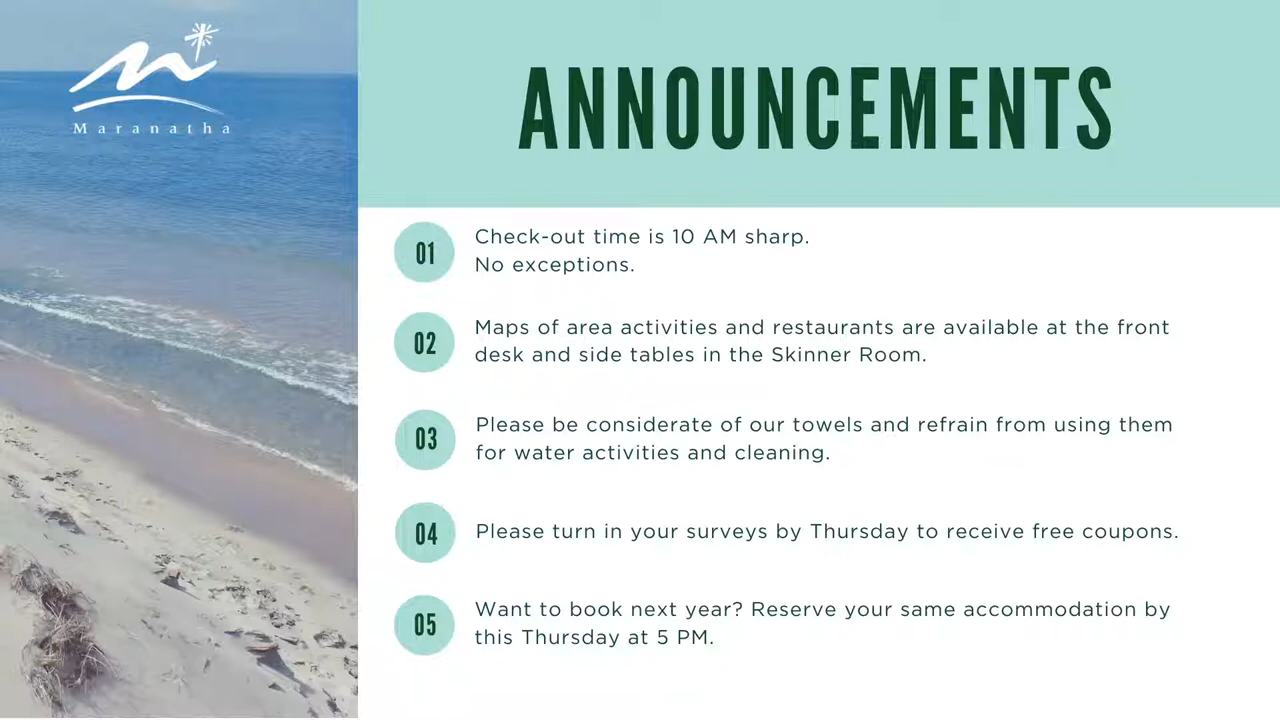 Maranatha
ANNOUNCEMENTS
01
Check-out time is 10 AM sharp.
No exceptions.
02
Maps of area activities and restaurants are available at the front
desk and side tables in the Skinner Room.
03
Please be considerate of our towels and refrain from using them
for water activities and cleaning.
04
Please turn in your surveys by Thursday to receive free coupons.
05
Want to book next year? Reserve your same accommodation by
this Thursday at 5 PM.